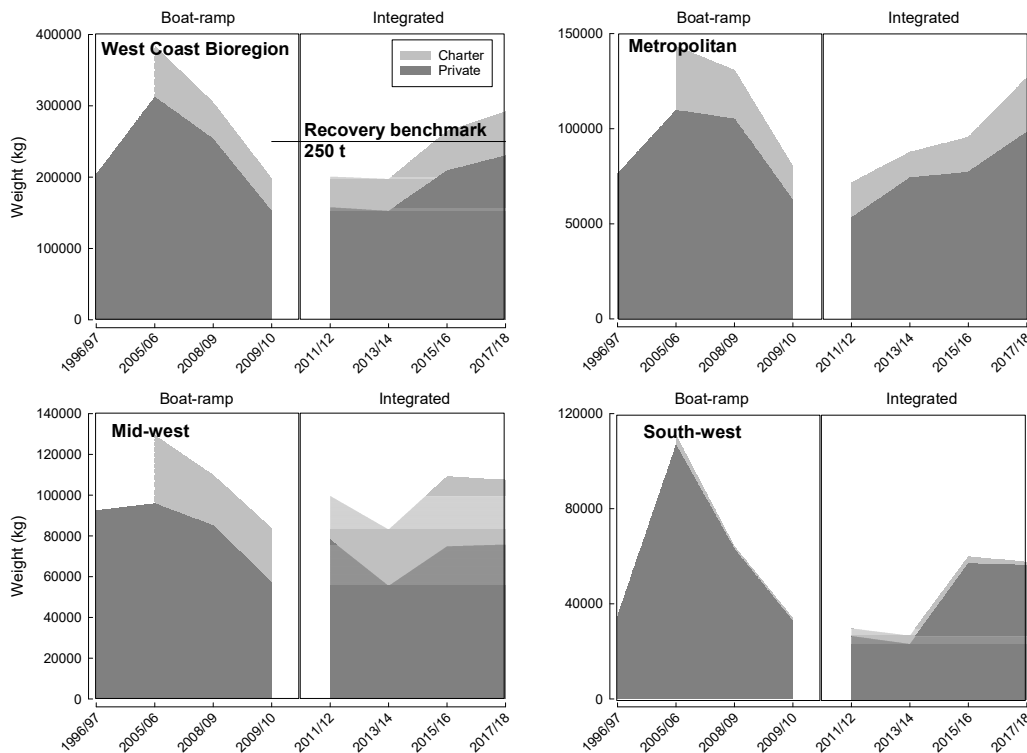 Boat-ramp
Integrated
West Coast Bioregion
Charter
Private
Recovery benchmark
250 t
Weight (kg)
400000
300000
200000
100000
0
1996/97
2005/06
2008/09
2009/10
2011/12
2013/14
2015/16
2017/18
Boat-ramp
Integrated
Metropolitan
150000
100000
50000
0
1996/97
2005/06
2008/09
2009/10
2011/12
2013/14
2015/16
2017/18
Boat-ramp
Integrated
Mid-west
Weight (kg)
140000
120000
100000
80000
60000
40000
20000
0
1996/97
2005/06
2008/09
2009/10
2011/12
2013/14
2015/16
2017/18
Boat-ramp
Integrated
South-west
120000
80000
40000
0
1996/97
2005/06
2008/09
2009/10
2011/12
2013/14
2015/16
2017/18